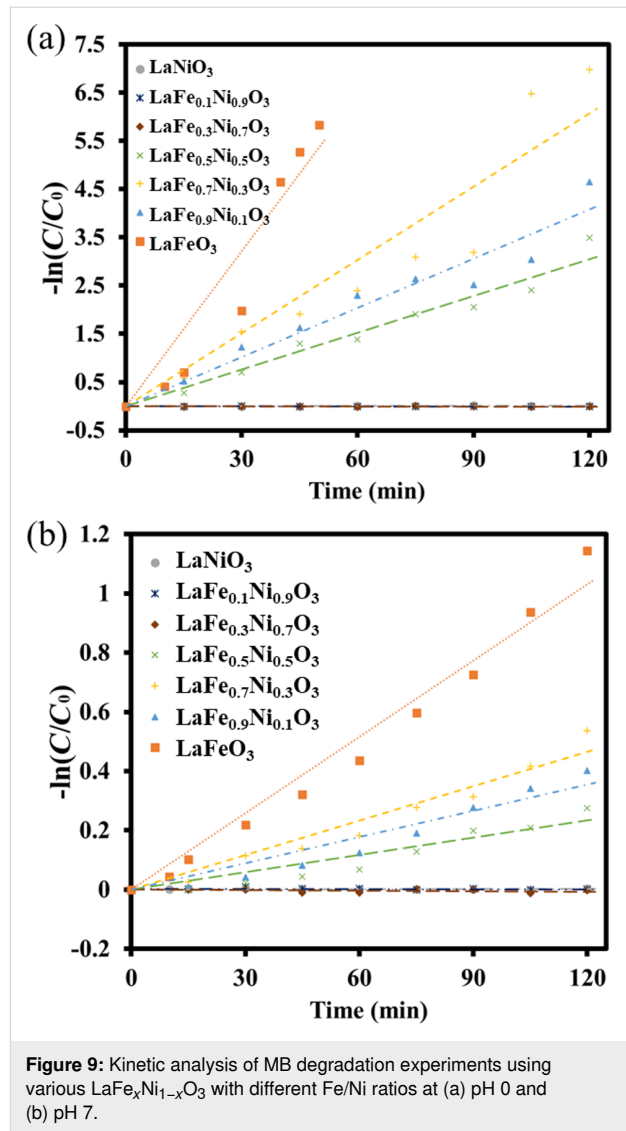 (a)
-ln(C/C₀)
7.5
6.5
5.5
4.5
3.5
2.5
1.5
0.5
-0.5
LaNiO₃
LaFe₀.₁Ni₀.₉O₃
LaFe₀.₃Ni₀.₇O₃
LaFe₀.₅Ni₀.₅O₃
LaFe₀.₇Ni₀.₃O₃
LaFe₀.₉Ni₀.₁O₃
LaFeO₃
0 30 60 90 120
Time (min)
(b)
-ln(C/C₀)
1.2
1
0.8
0.6
0.4
0.2
0
-0.2
LaNiO₃
LaFe₀.₁Ni₀.₉O₃
LaFe₀.₃Ni₀.₇O₃
LaFe₀.₅Ni₀.₅O₃
LaFe₀.₇Ni₀.₃O₃
LaFe₀.₉Ni₀.₁O₃
LaFeO₃
0 30 60 90 120
Time (min)
Figure 9: Kinetic analysis of MB degradation experiments using
various LaFeₓNi₁₋ₓO₃ with different Fe/Ni ratios at (a) pH 0 and
(b) pH 7.